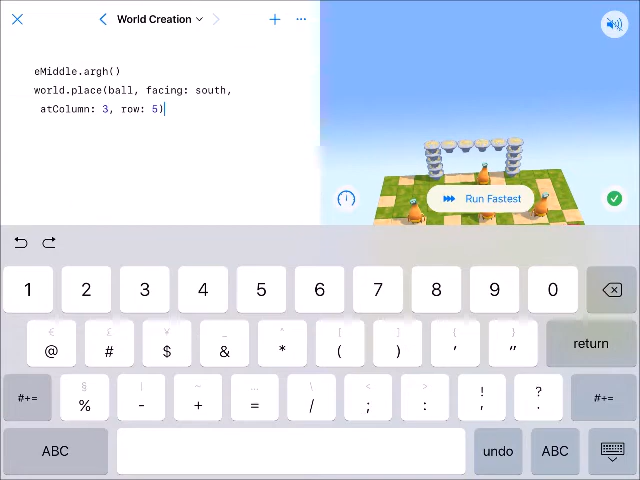 World Creation
eMiddle.argh()
world.place(ball, facing: south,
atColumn: 3, row: 5)
Run Fastest
1 2 3 4 5 6 7 8 9 0
€ £ ¥ _ ^ [ ] { }
@ # $ & * ( ) ' " return
§ | ~ … \ < > ! ?
#+= % - + = / ; : , . #+=
ABC undo ABC